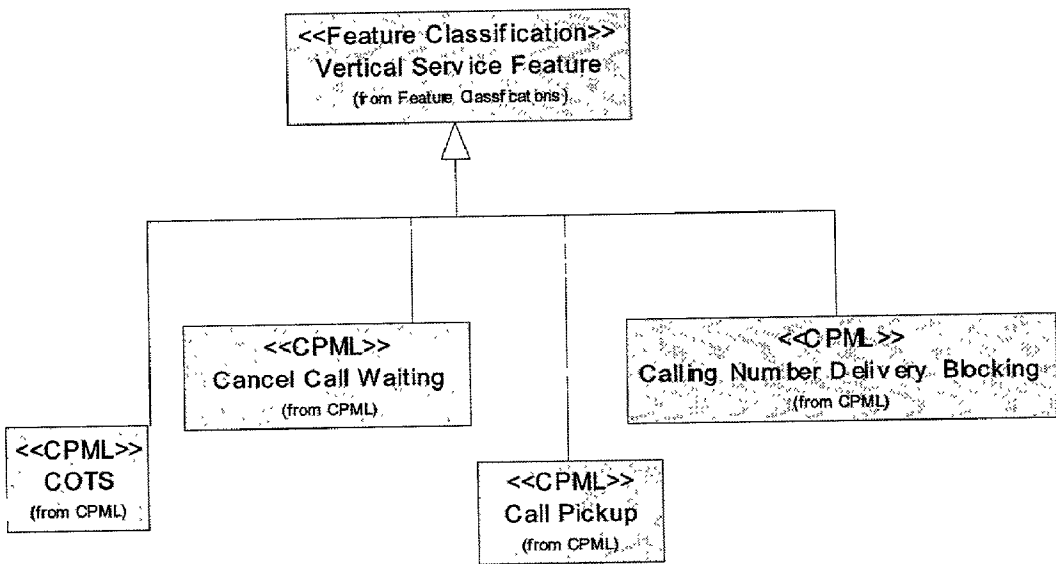 <<Feature Classification>>
Vertical Service Feature
(from Feature Classfications)
<<CPML>>
Cancel Call Waiting
(from CPML)
<<CPML>>
Calling Number Delivery Blocking
(from CPML)
<<CPML>>
COTS
(from CPML)
<<CPML>>
Call Pickup
(from CPML)